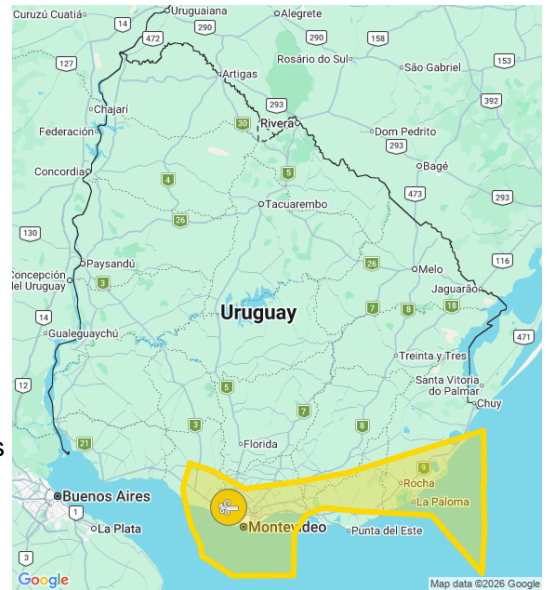 Curuzú Cuatiá
Uruguaiana
Alegrete
14
290
472
290
158
Rosário do Sul
153
127
Artigas
São Gabriel
293
392
Chajarí
Federación
30
Rivera
Dom Pedrito
293
Concordia
4
5
Bagé
473
293
26
Tacuarembo
130
Paysandú
26
Melo
116
Concepción
del Uruguay
3
Jaguarão
14
Uruguay
7
8
18
Gualeguaychú
471
Treinta y Tres
12
5
Santa Vitoria
do Palmar
7
Chuy
3
8
s
21
Florida
9
Rocha
Buenos Aires
La Paloma
1
Montevideo
La Plata
Punta del Este
3
Google
Map data ©2026 Google